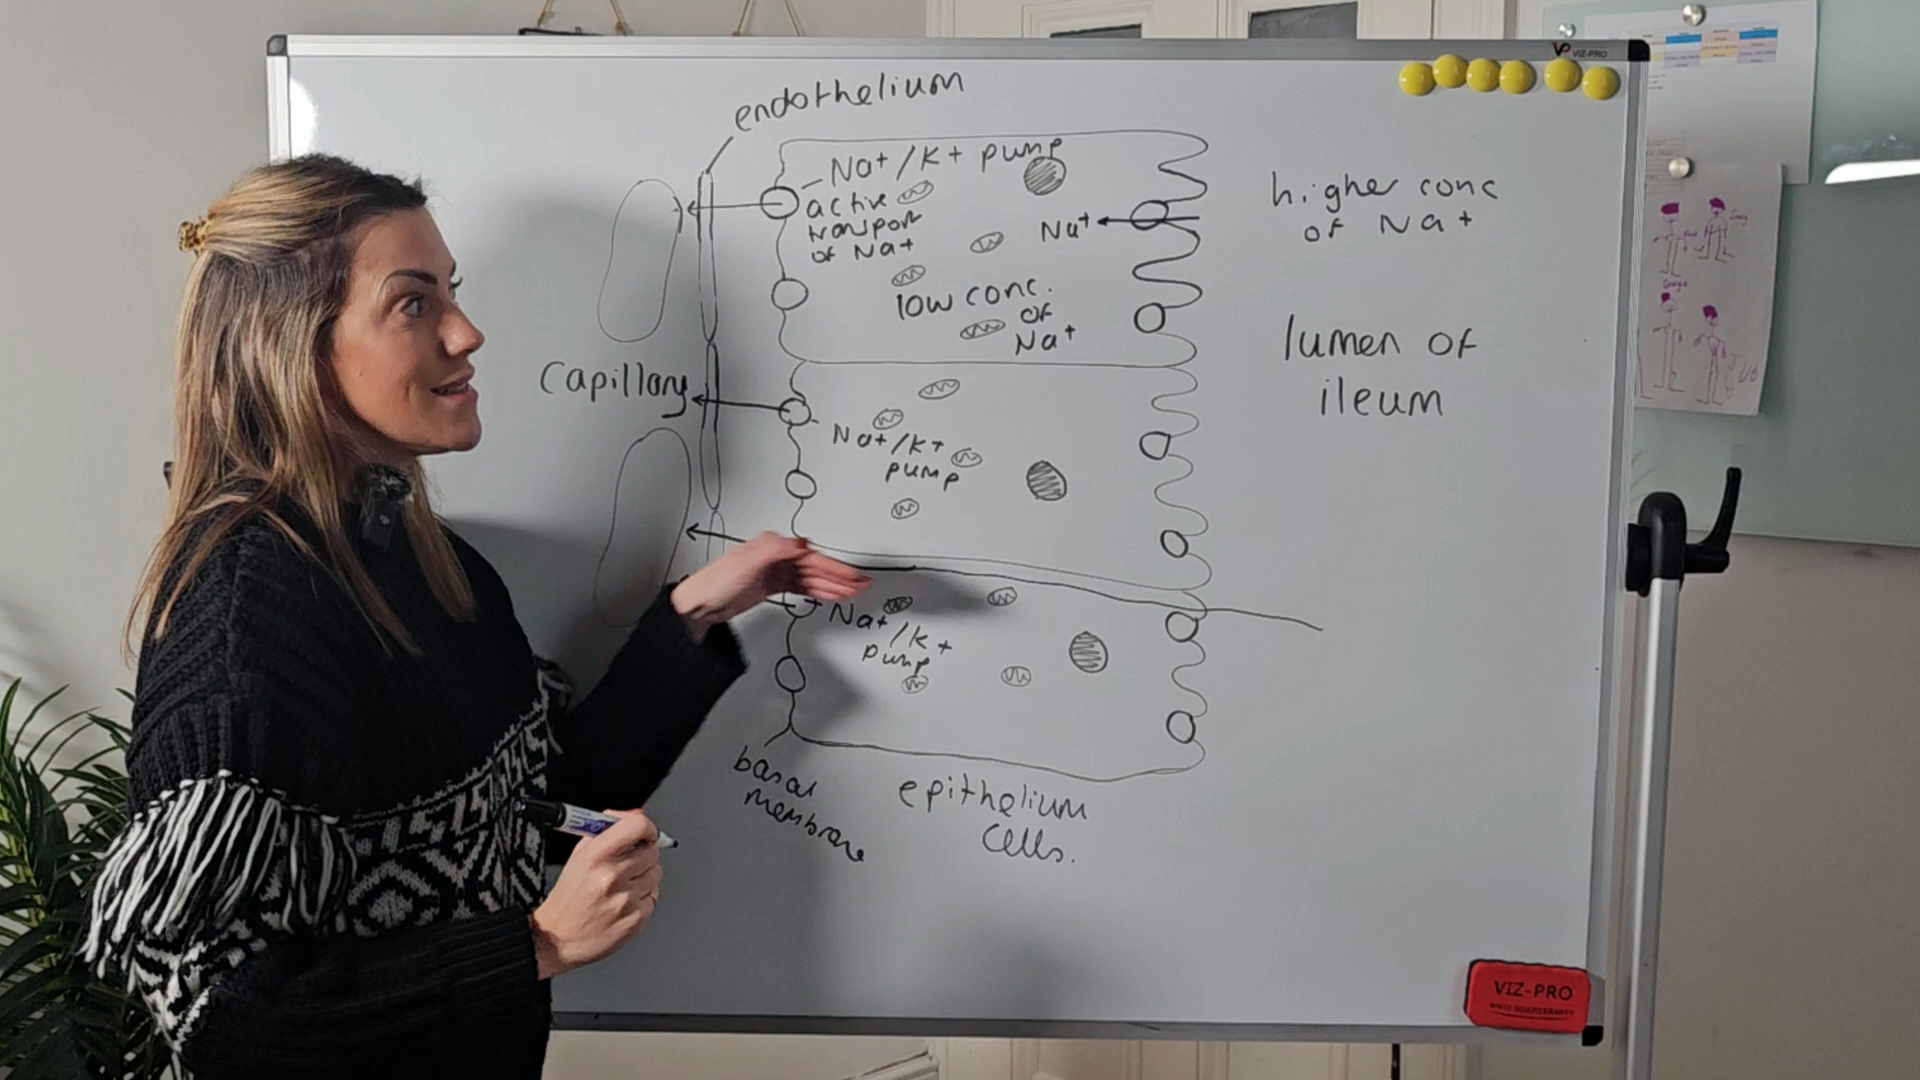 endothelium
Na+/K+ pump
active
transport
of Na+
Na+
low conc.
of
Na+
higher conc
of Na+
lumen of
ileum
Capillary
Na+/K+
pump
Na+/K+
pump
basal
membrane
epithelium
cells.
VIZ-PRO
VIZ-PRO